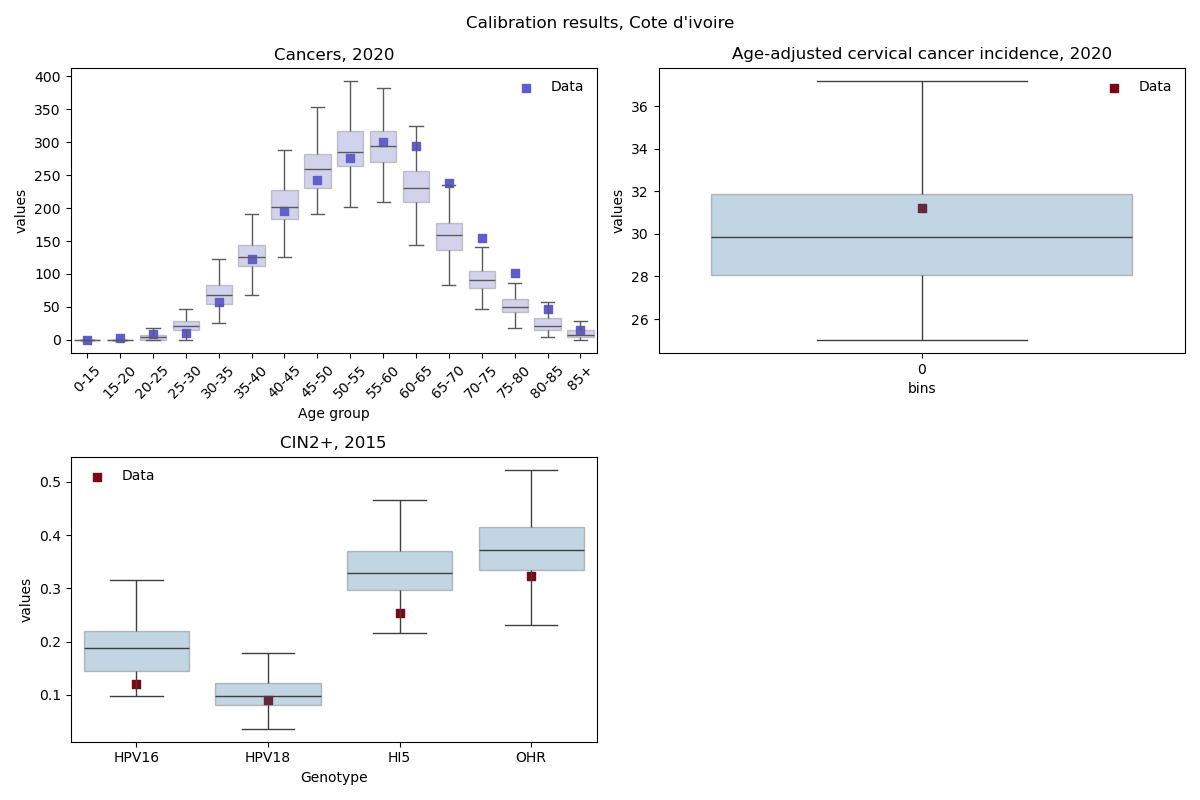 Calibration results, Cote d'ivoire
Cancers, 2020
400
350
300
250
200
150
100
50
0
values
Data
0-15
15-20
20-25
25-30
30-35
35-40
40-45
45-50
50-55
55-60
60-65
65-70
70-75
75-80
80-85
85+
Age group
Age-adjusted cervical cancer incidence, 2020
36
34
32
30
28
26
values
Data
0
bins
CIN2+, 2015
0.5
0.4
0.3
0.2
0.1
values
Data
HPV16
HPV18
HI5
OHR
Genotype